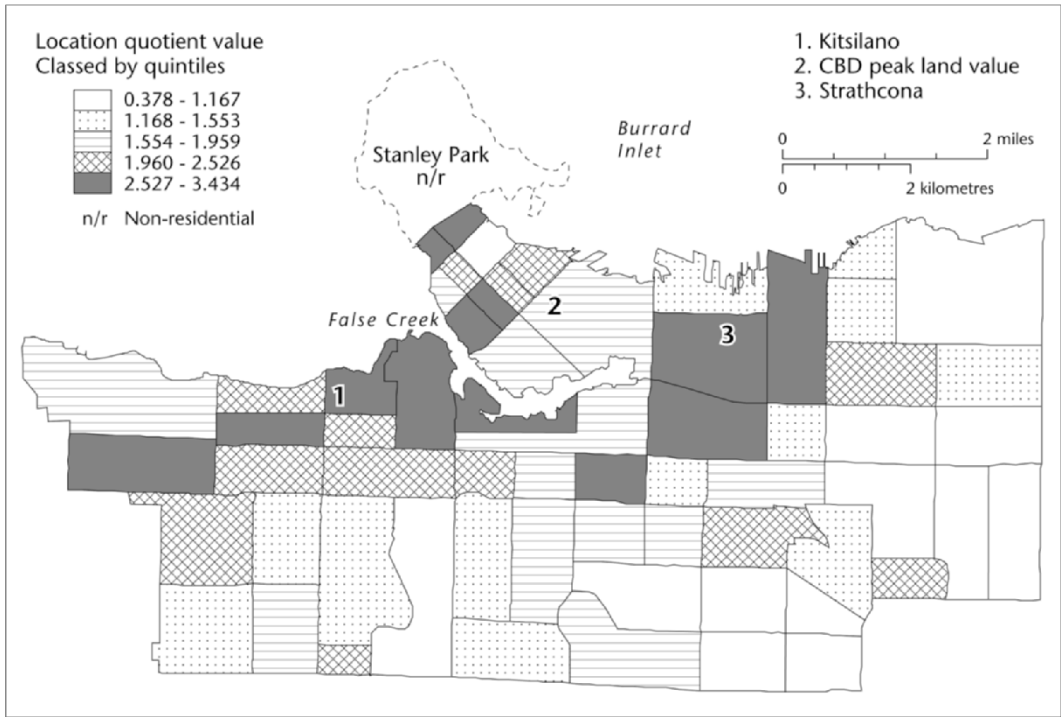 Location quotient value
Classed by quintiles
0.378 - 1.167
1.168 - 1.553
1.554 - 1.959
1.960 - 2.526
2.527 - 3.434
n/r Non-residential
1. Kitsilano
2. CBD peak land value
3. Strathcona
0 2 miles
0 2 kilometres
Burrard
Inlet
Stanley Park
n/r
False Creek
2
3
1